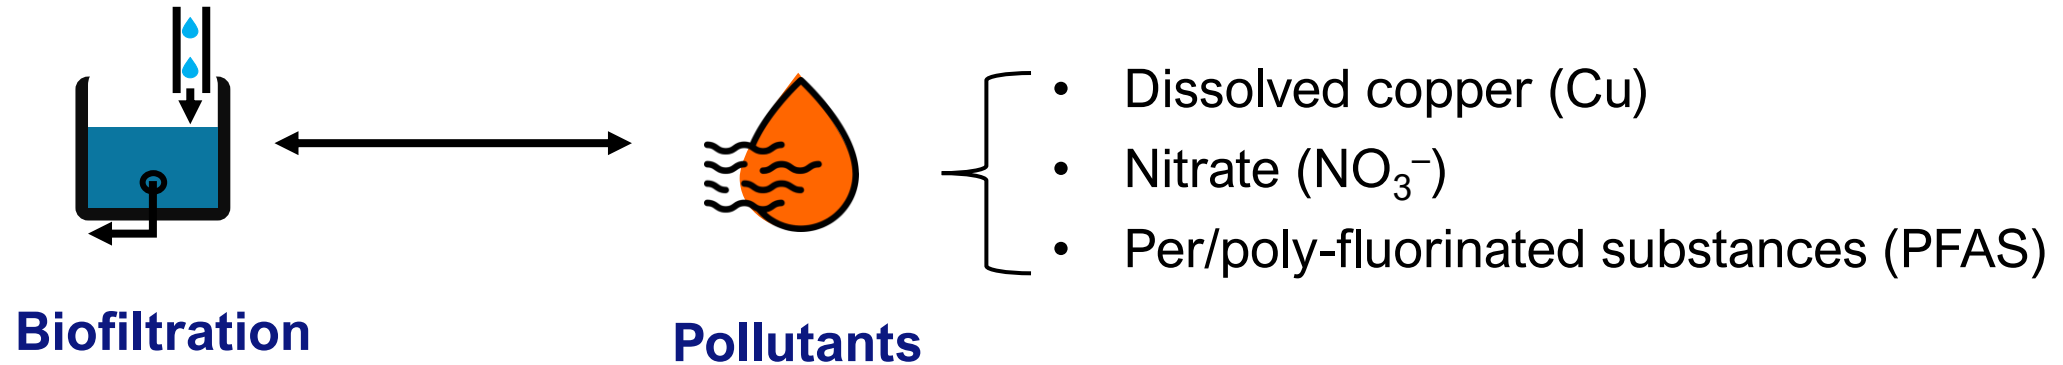 • Dissolved copper (Cu)
• Nitrate (NO₃⁻)
• Per/poly-fluorinated substances (PFAS)
Biofiltration
Pollutants